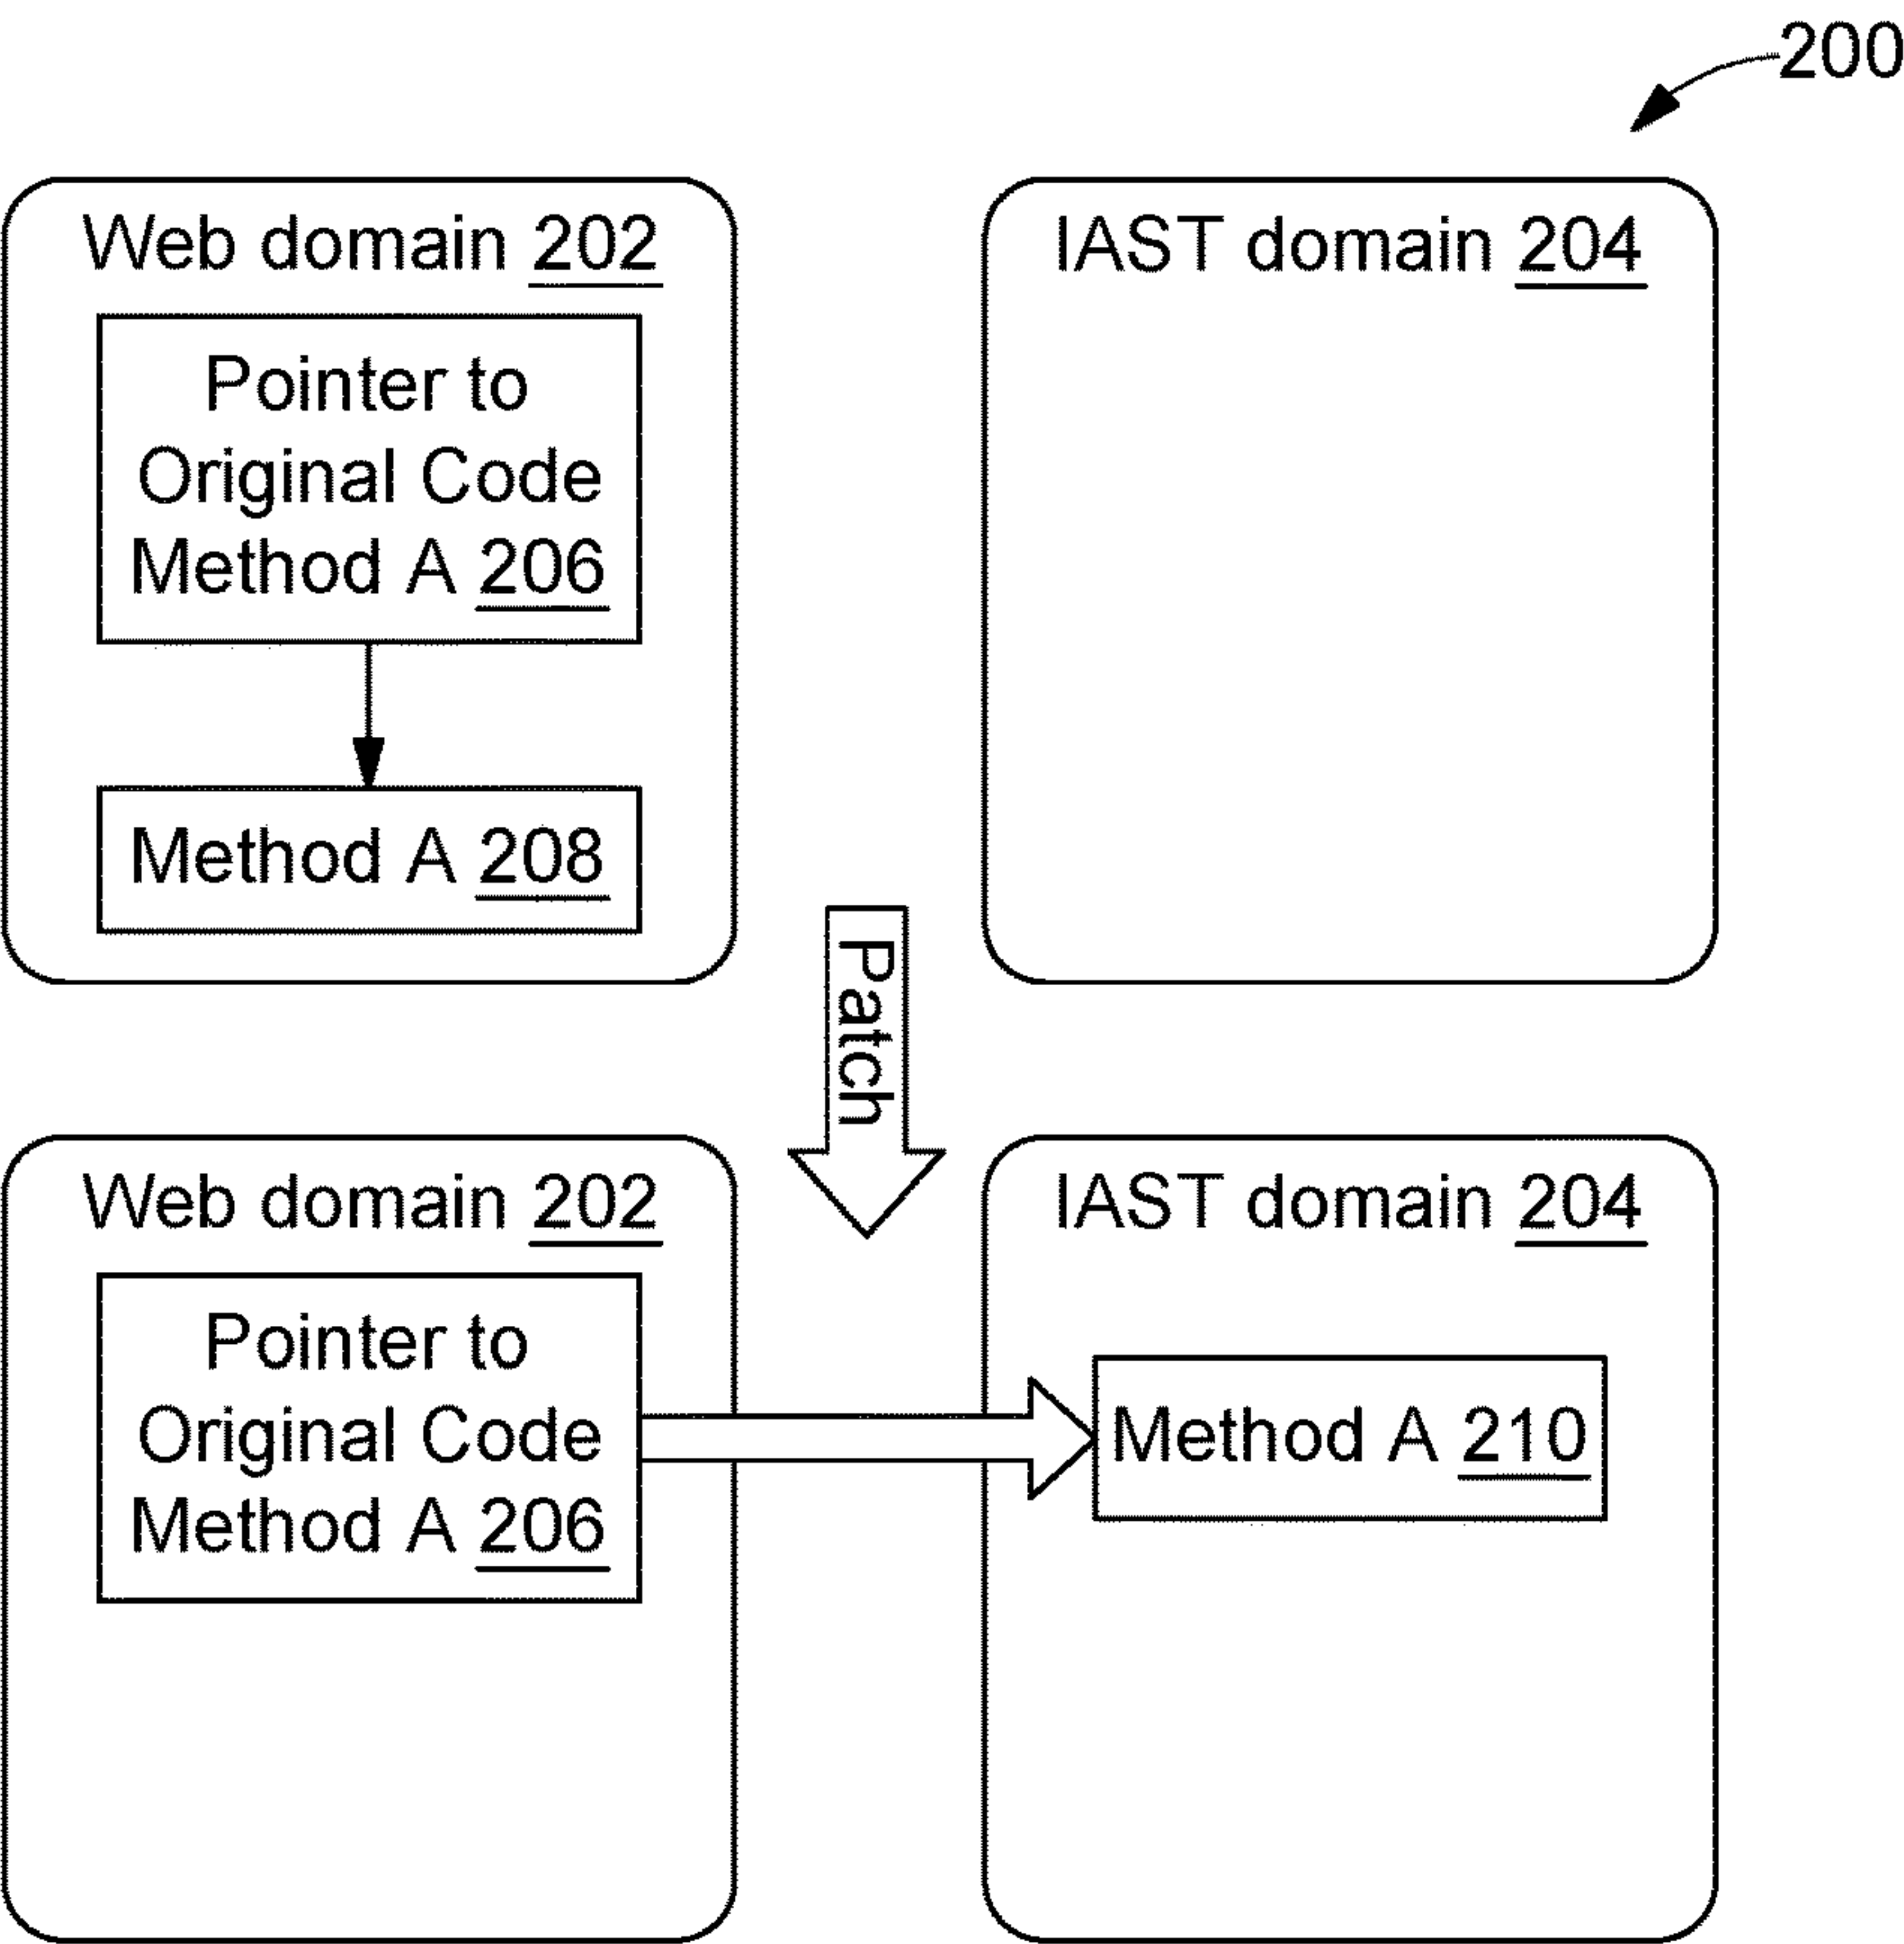 200
Web domain 202
Pointer to
Original Code
Method A 206
Method A 208
IAST domain 204
Patch
Web domain 202
Pointer to
Original Code
Method A 206
IAST domain 204
Method A 210